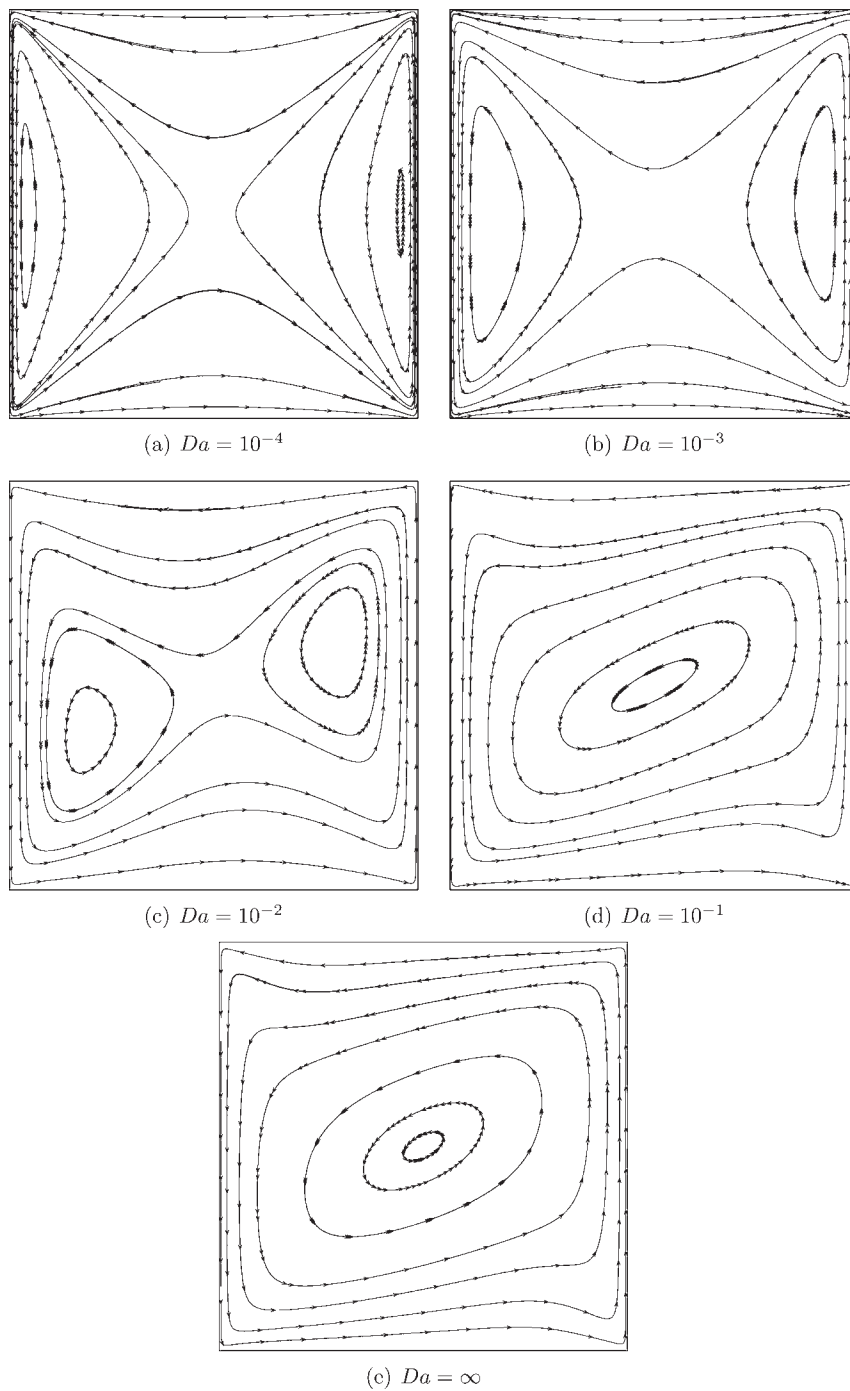 (a) Da = 10⁻⁴
(b) Da = 10⁻³
(c) Da = 10⁻²
(d) Da = 10⁻¹
(e) Da = ∞